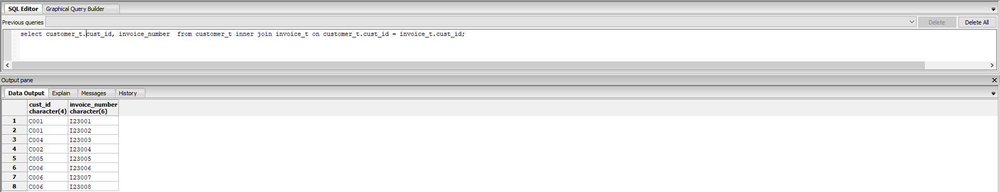 SQL Editor Graphical Query Builder
Previous queries Delete Delete All
select customer_t.cust_id, invoice_number  from customer_t inner join invoice_t on customer_t.cust_id = invoice_t.cust_id;
Output pane
Data Output Explain Messages History
cust_id invoice_number
character(4) character(6)
1 C001 I23001
2 C001 I23002
3 C004 I23003
4 C002 I23004
5 C005 I23005
6 C006 I23006
7 C006 I23007
8 C006 I23008